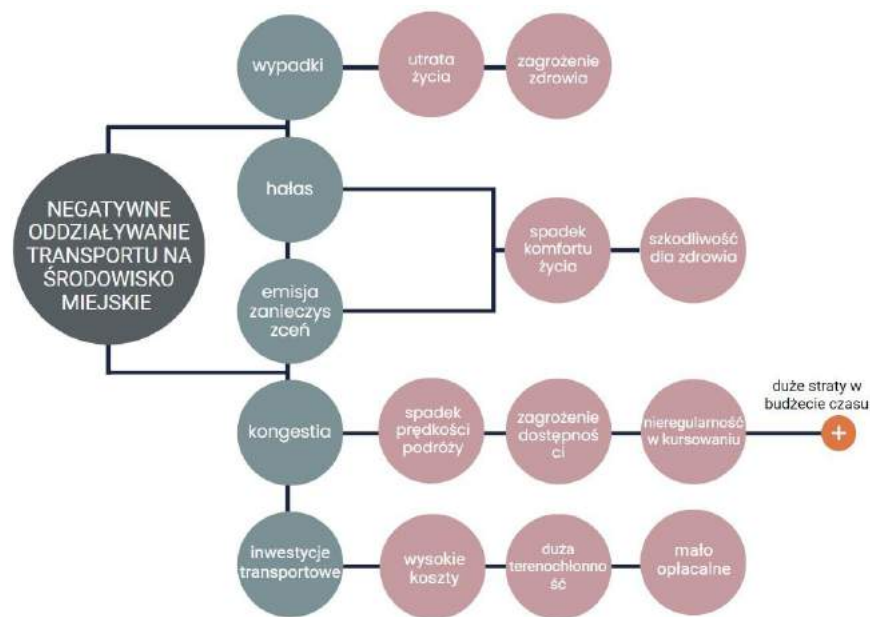 NEGATYWNE
ODDZIAŁYWANIE
TRANSPORTU NA
ŚRODOWISKO
MIEJSKIE
wypadki
utrata
życia
zagrożenie
zdrowia
hałas
emisja
zanieczys
zceń
spadek
komfortu
życia
szkodliwość
dla zdrowia
kongestia
spadek
prędkości
podróży
zagrożenie
dostępnoś
ci
nieregularność
w kursowaniu
duże straty w
budżecie czasu
+
inwestycje
transportowe
wysokie
koszty
duża
terenochłonno
ść
mało
opłacalne